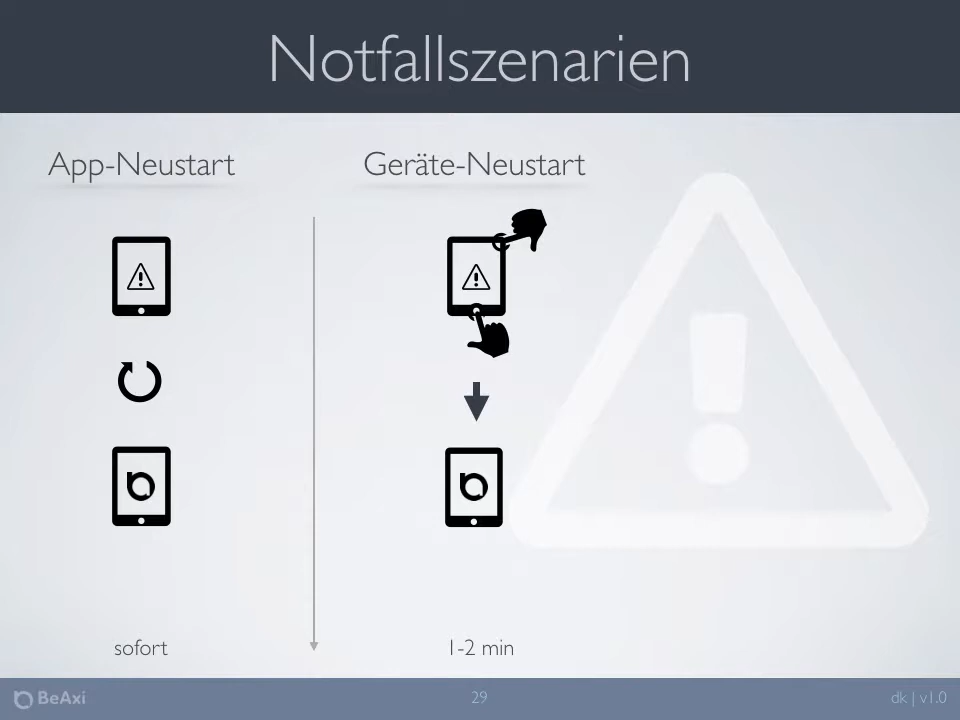 Notfallszenarien
App-Neustart
Geräte-Neustart
sofort
1-2 min
BeAxi
29
dk | v1.0